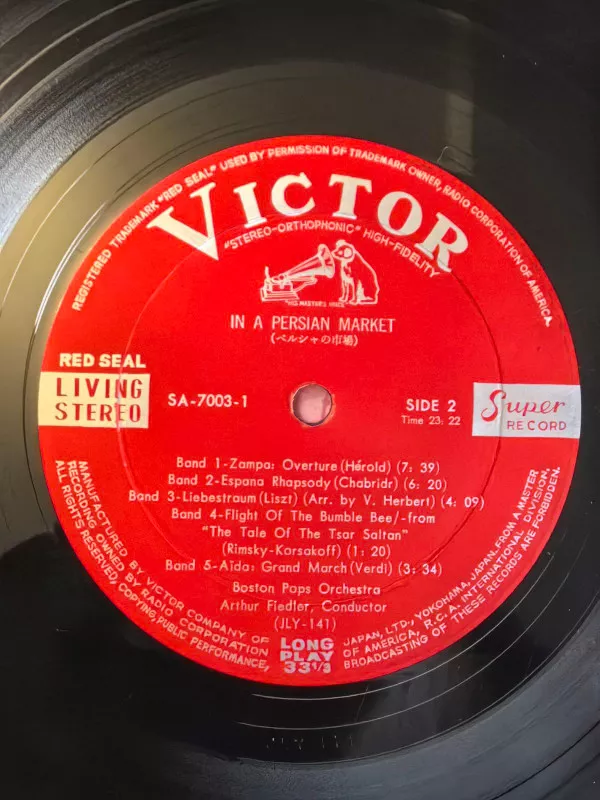 REGISTERED TRADEMARK "RED SEAL" USED BY PERMISSION OF TRADEMARK OWNER, RADIO CORPORATION OF AMERICA.
VICTOR
"STEREO-ORTHOPHONIC" HIGH-FIDELITY
"HIS MASTER'S VOICE"
IN A PERSIAN MARKET
(ペルシャの市場)
RED SEAL
LIVING
STEREO
SA-7003-1
SIDE 2
Time 23: 22
Super
RECORD
Band 1-Zampa: Overture (Hérold) (7: 39)
Band 2-Espana Rhapsody (Chabridr) (6: 20)
Band 3-Liebestraum (Liszt) (Arr. by V. Herbert) (4: 09)
Band 4-Flight Of The Bumble Bee/-from
"The Tale Of The Tsar Saltan"
(Rimsky-Korsakoff) (1: 20)
Band 5-Aïda: Grand March (Verdi) (3: 34)
Boston Pops Orchestra
Arthur Fiedler, Conductor
(JLY-141)
LONG
PLAY
33 1/3
MANUFACTURED BY VICTOR COMPANY OF JAPAN, LTD., YOKOHAMA, JAPAN. FROM A MASTER
RECORDING OWNED BY RADIO CORPORATION OF AMERICA, R.C.A. INTERNATIONAL DIVISION,
ALL RIGHTS RESERVED/COPTING, PUBLIC PERFORMANCE, BROADCASTING OF THESE RECORDS ARE FORBIDDEN.